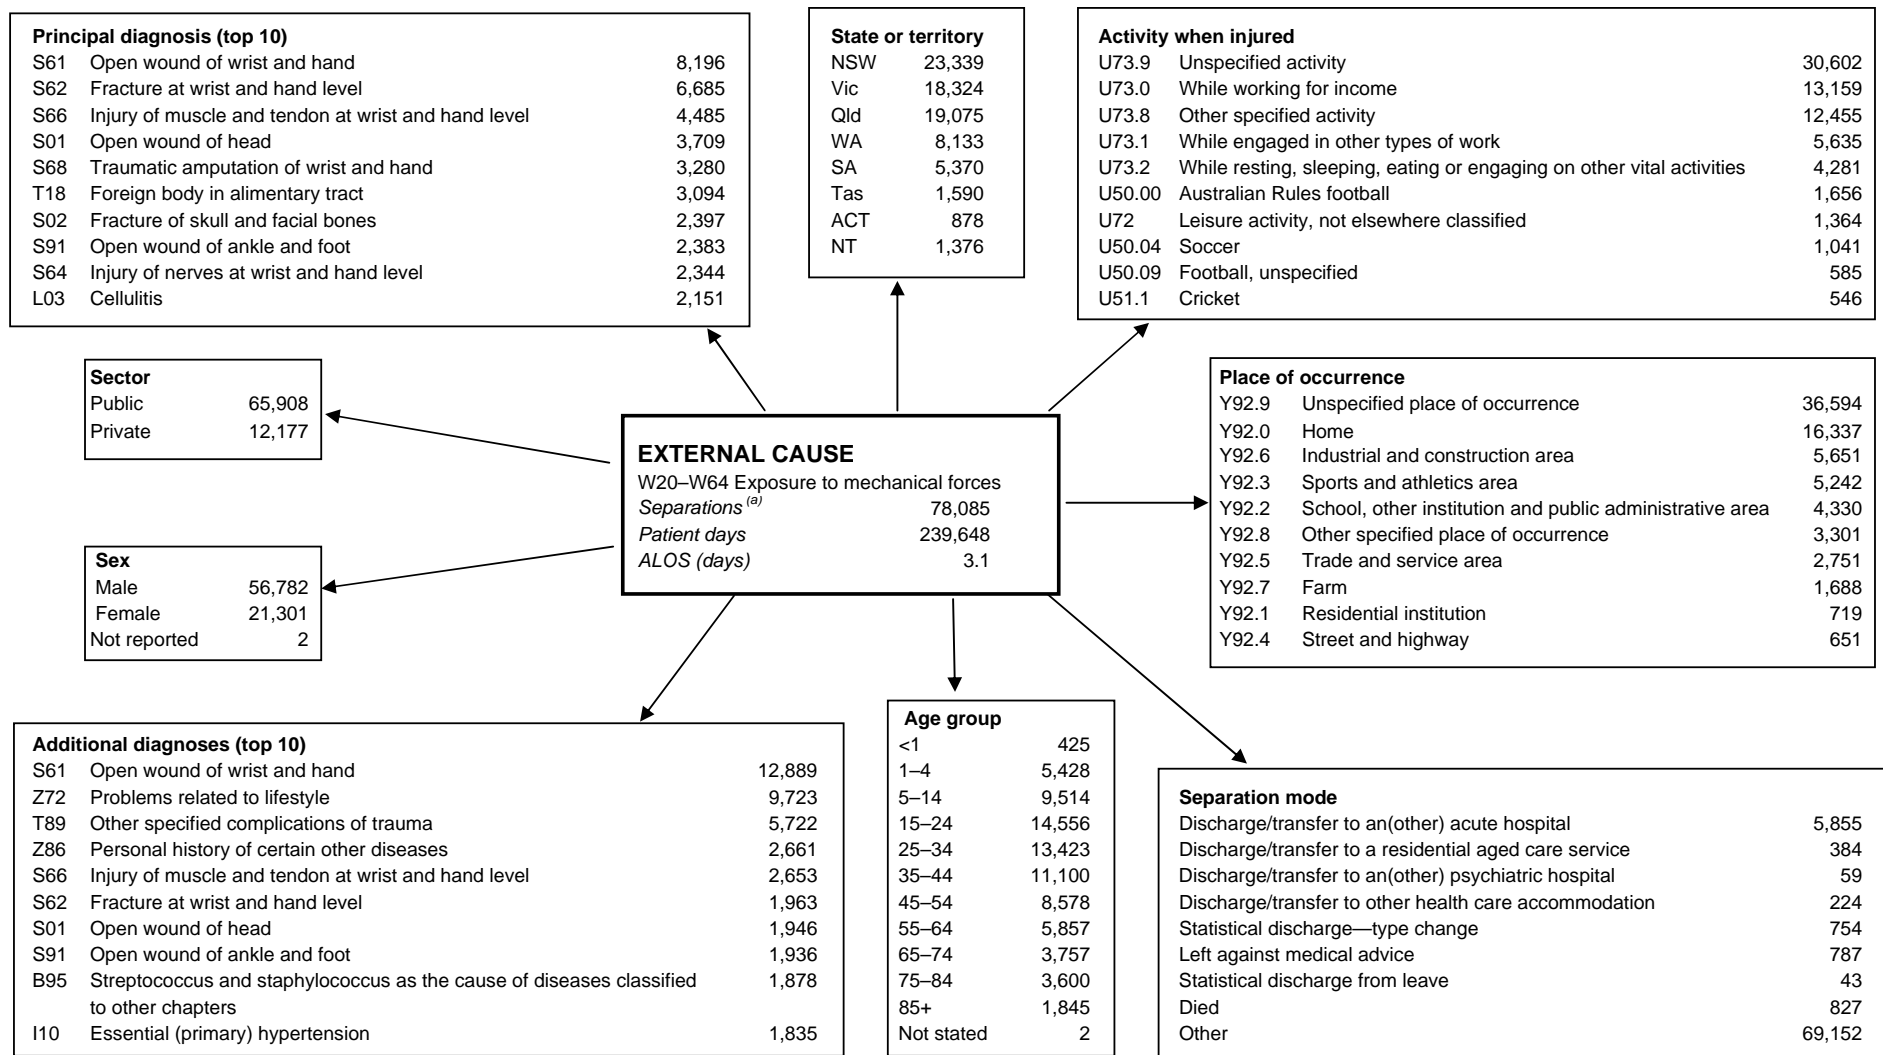 Principal diagnosis (top 10)
S61 Open wound of wrist and hand 8,196
S62 Fracture at wrist and hand level 6,685
S66 Injury of muscle and tendon at wrist and hand level 4,485
S01 Open wound of head 3,709
S68 Traumatic amputation of wrist and hand 3,280
T18 Foreign body in alimentary tract 3,094
S02 Fracture of skull and facial bones 2,397
S91 Open wound of ankle and foot 2,383
S64 Injury of nerves at wrist and hand level 2,344
L03 Cellulitis 2,151
State or territory
NSW 23,339
Vic 18,324
Qld 19,075
WA 8,133
SA 5,370
Tas 1,590
ACT 878
NT 1,376
Activity when injured
U73.9 Unspecified activity 30,602
U73.0 While working for income 13,159
U73.8 Other specified activity 12,455
U73.1 While engaged in other types of work 5,635
U73.2 While resting, sleeping, eating or engaging on other vital activities 4,281
U50.00 Australian Rules football 1,656
U72 Leisure activity, not elsewhere classified 1,364
U50.04 Soccer 1,041
U50.09 Football, unspecified 585
U51.1 Cricket 546
Sector
Public 65,908
Private 12,177
EXTERNAL CAUSE
W20–W64 Exposure to mechanical forces
Separations (a) 78,085
Patient days 239,648
ALOS (days) 3.1
Place of occurrence
Y92.9 Unspecified place of occurrence 36,594
Y92.0 Home 16,337
Y92.6 Industrial and construction area 5,651
Y92.3 Sports and athletics area 5,242
Y92.2 School, other institution and public administrative area 4,330
Y92.8 Other specified place of occurrence 3,301
Y92.5 Trade and service area 2,751
Y92.7 Farm 1,688
Y92.1 Residential institution 719
Y92.4 Street and highway 651
Sex
Male 56,782
Female 21,301
Not reported 2
Additional diagnoses (top 10)
S61 Open wound of wrist and hand 12,889
Z72 Problems related to lifestyle 9,723
T89 Other specified complications of trauma 5,722
Z86 Personal history of certain other diseases 2,661
S66 Injury of muscle and tendon at wrist and hand level 2,653
S62 Fracture at wrist and hand level 1,963
S01 Open wound of head 1,946
S91 Open wound of ankle and foot 1,936
B95 Streptococcus and staphylococcus as the cause of diseases classified 1,878
to other chapters
I10 Essential (primary) hypertension 1,835
Age group
<1 425
1–4 5,428
5–14 9,514
15–24 14,556
25–34 13,423
35–44 11,100
45–54 8,578
55–64 5,857
65–74 3,757
75–84 3,600
85+ 1,845
Not stated 2
Separation mode
Discharge/transfer to an(other) acute hospital 5,855
Discharge/transfer to a residential aged care service 384
Discharge/transfer to an(other) psychiatric hospital 59
Discharge/transfer to other health care accommodation 224
Statistical discharge—type change 754
Left against medical advice 787
Statistical discharge from leave 43
Died 827
Other 69,152